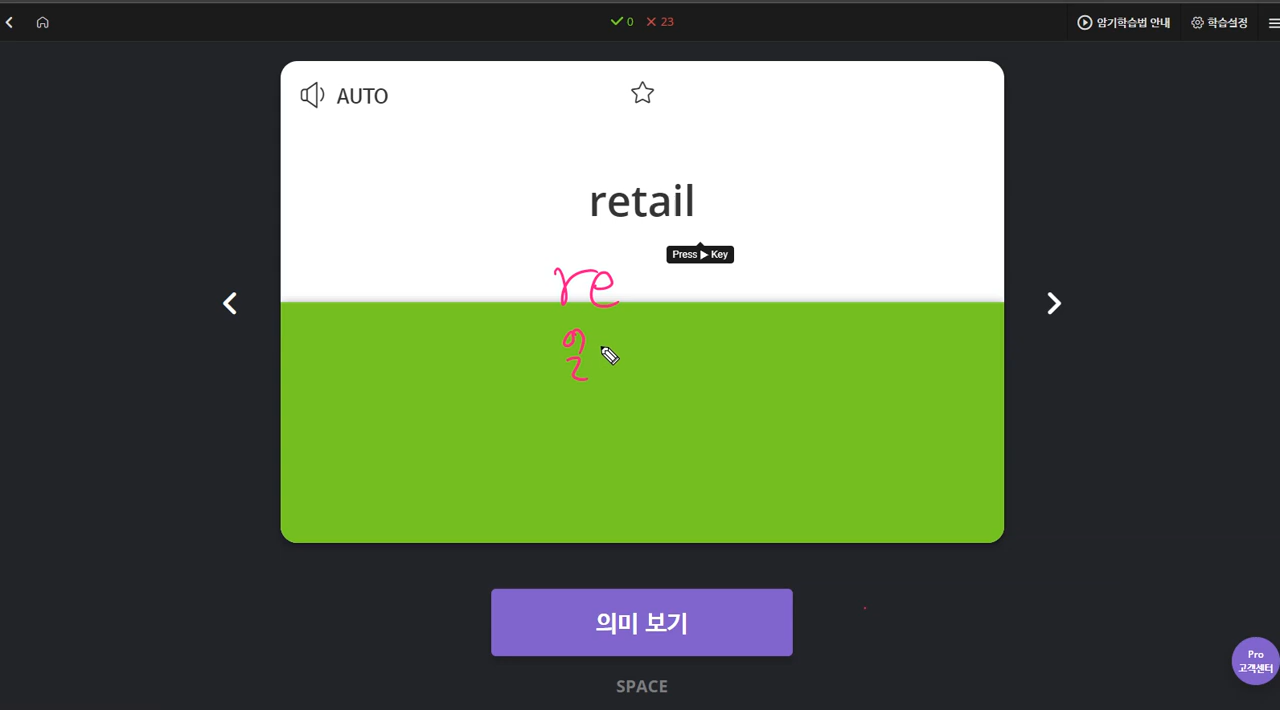 0 23 암기학습법 안내 학습설정
AUTO
retail
Press ▶ Key
re
의미 보기
SPACE
Pro
고객센터